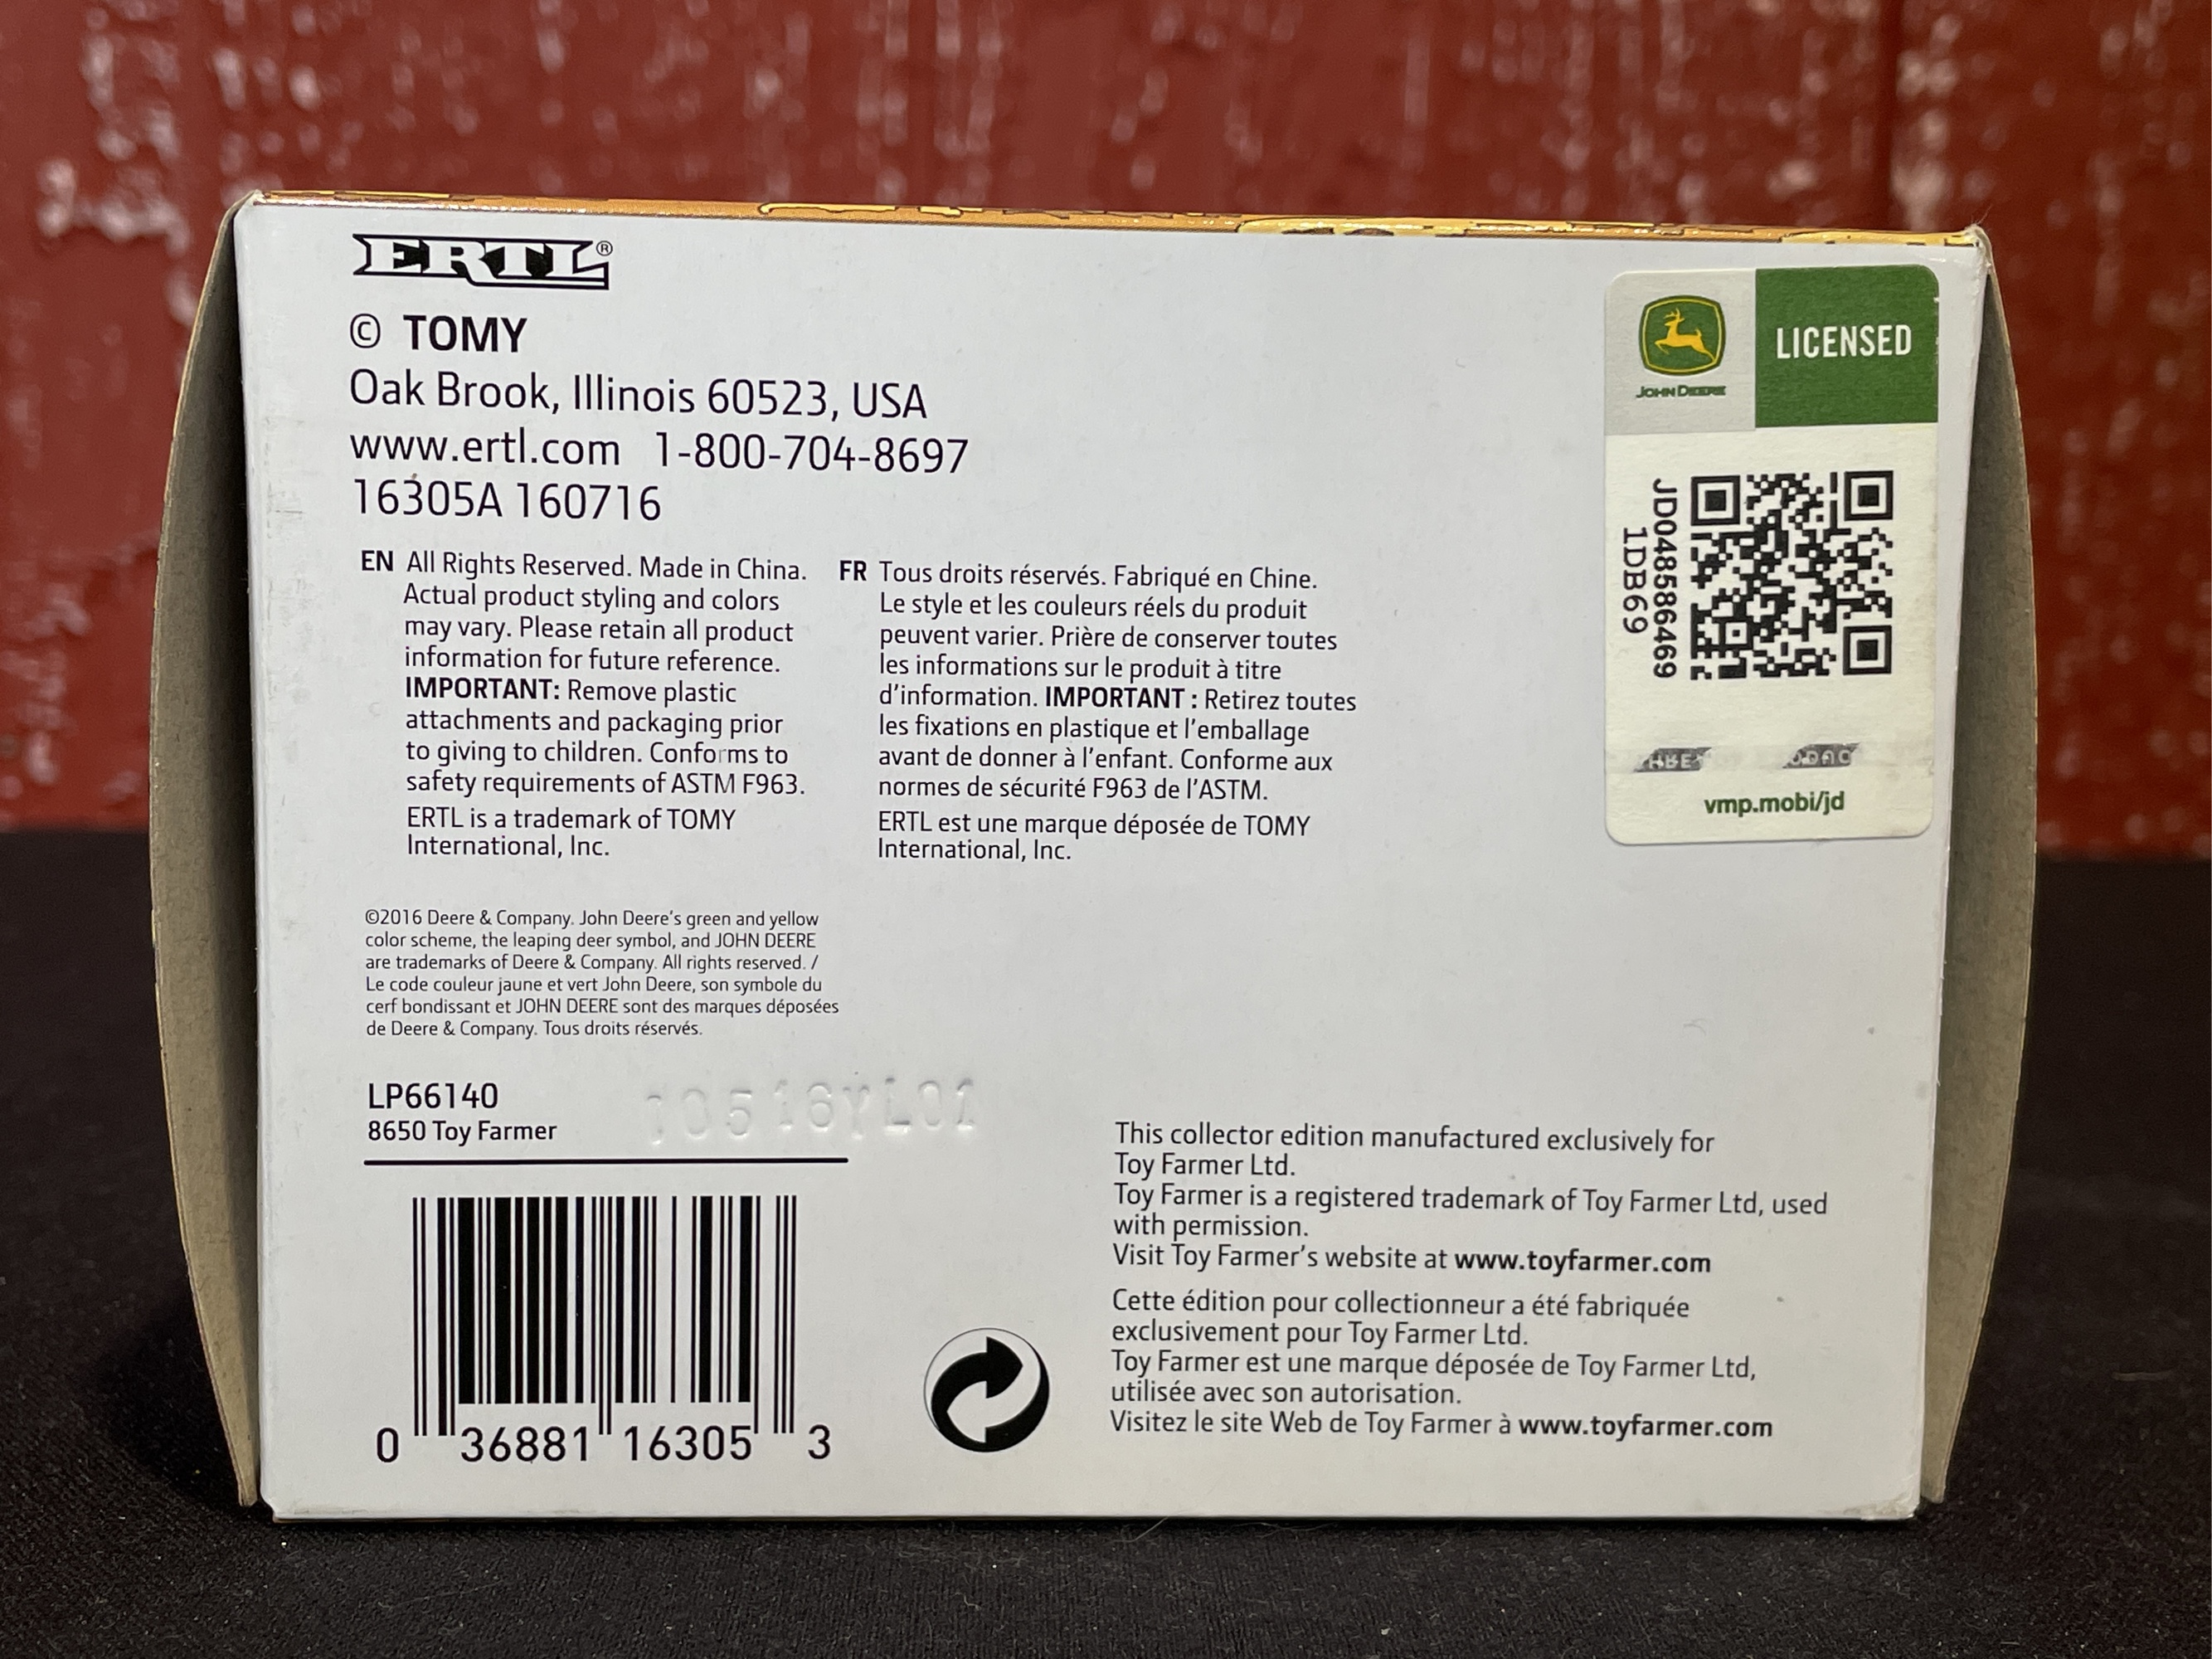 ERTL®
© TOMY
Oak Brook, Illinois 60523, USA
www.ertl.com 1-800-704-8697
16305A 160716
EN All Rights Reserved. Made in China.
Actual product styling and colors
may vary. Please retain all product
information for future reference.
IMPORTANT: Remove plastic
attachments and packaging prior
to giving to children. Conforms to
safety requirements of ASTM F963.
ERTL is a trademark of TOMY
International, Inc.
FR Tous droits réservés. Fabriqué en Chine.
Le style et les couleurs réels du produit
peuvent varier. Prière de conserver toutes
les informations sur le produit à titre
d'information. IMPORTANT : Retirez toutes
les fixations en plastique et l'emballage
avant de donner à l'enfant. Conforme aux
normes de sécurité F963 de l'ASTM.
ERTL est une marque déposée de TOMY
International, Inc.
JOHN DEERE
LICENSED
JD048586469
1DB69
vmp.mobi/jd
©2016 Deere & Company. John Deere's green and yellow
color scheme, the leaping deer symbol, and JOHN DEERE
are trademarks of Deere & Company. All rights reserved. /
Le code couleur jaune et vert John Deere, son symbole du
cerf bondissant et JOHN DEERE sont des marques déposées
de Deere & Company. Tous droits réservés.
LP66140
8650 Toy Farmer
0 36881 16305 3
This collector edition manufactured exclusively for
Toy Farmer Ltd.
Toy Farmer is a registered trademark of Toy Farmer Ltd, used
with permission.
Visit Toy Farmer's website at www.toyfarmer.com
Cette édition pour collectionneur a été fabriquée
exclusivement pour Toy Farmer Ltd.
Toy Farmer est une marque déposée de Toy Farmer Ltd,
utilisée avec son autorisation.
Visitez le site Web de Toy Farmer à www.toyfarmer.com